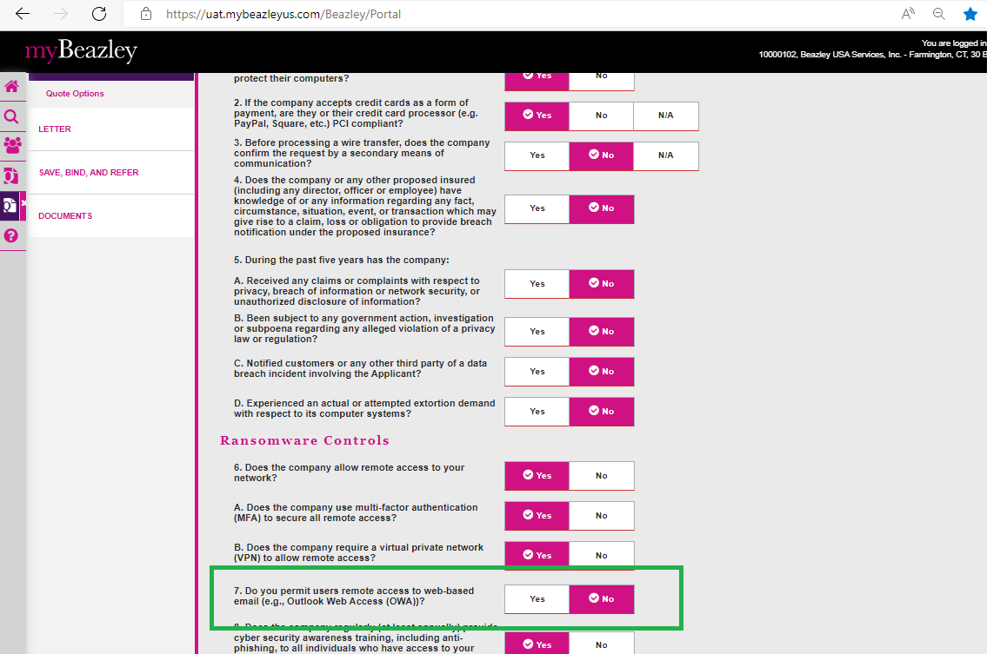 https://uat.mybeazleyus.com/Beazley/Portal
myBeazley
You are logged in
10000102, Beazley USA Services, Inc. - Farmington, CT, 30 B
Quote Options
LETTER
SAVE, BIND, AND REFER
DOCUMENTS
protect their computers?
Yes No
2. If the company accepts credit cards as a form of
payment, are they or their credit card processor (e.g.
PayPal, Square, etc.) PCI compliant?
Yes No N/A
3. Before processing a wire transfer, does the company
confirm the request by a secondary means of
communication?
Yes No N/A
4. Does the company or any other proposed insured
(including any director, officer or employee) have
knowledge of or any information regarding any fact,
circumstance, situation, event, or transaction which may
give rise to a claim, loss or obligation to provide breach
notification under the proposed insurance?
Yes No
5. During the past five years has the company:
A. Received any claims or complaints with respect to
privacy, breach of information or network security, or
unauthorized disclosure of information?
Yes No
B. Been subject to any government action, investigation
or subpoena regarding any alleged violation of a privacy
law or regulation?
Yes No
C. Notified customers or any other third party of a data
breach incident involving the Applicant?
Yes No
D. Experienced an actual or attempted extortion demand
with respect to its computer systems?
Yes No
Ransomware Controls
6. Does the company allow remote access to your
network?
Yes No
A. Does the company use multi-factor authentication
(MFA) to secure all remote access?
Yes No
B. Does the company require a virtual private network
(VPN) to allow remote access?
Yes No
7. Do you permit users remote access to web-based
email (e.g., Outlook Web Access (OWA))?
Yes No
8. Does the company regularly (at least annually) provide
cyber security awareness training, including anti-
phishing, to all individuals who have access to your
Yes No